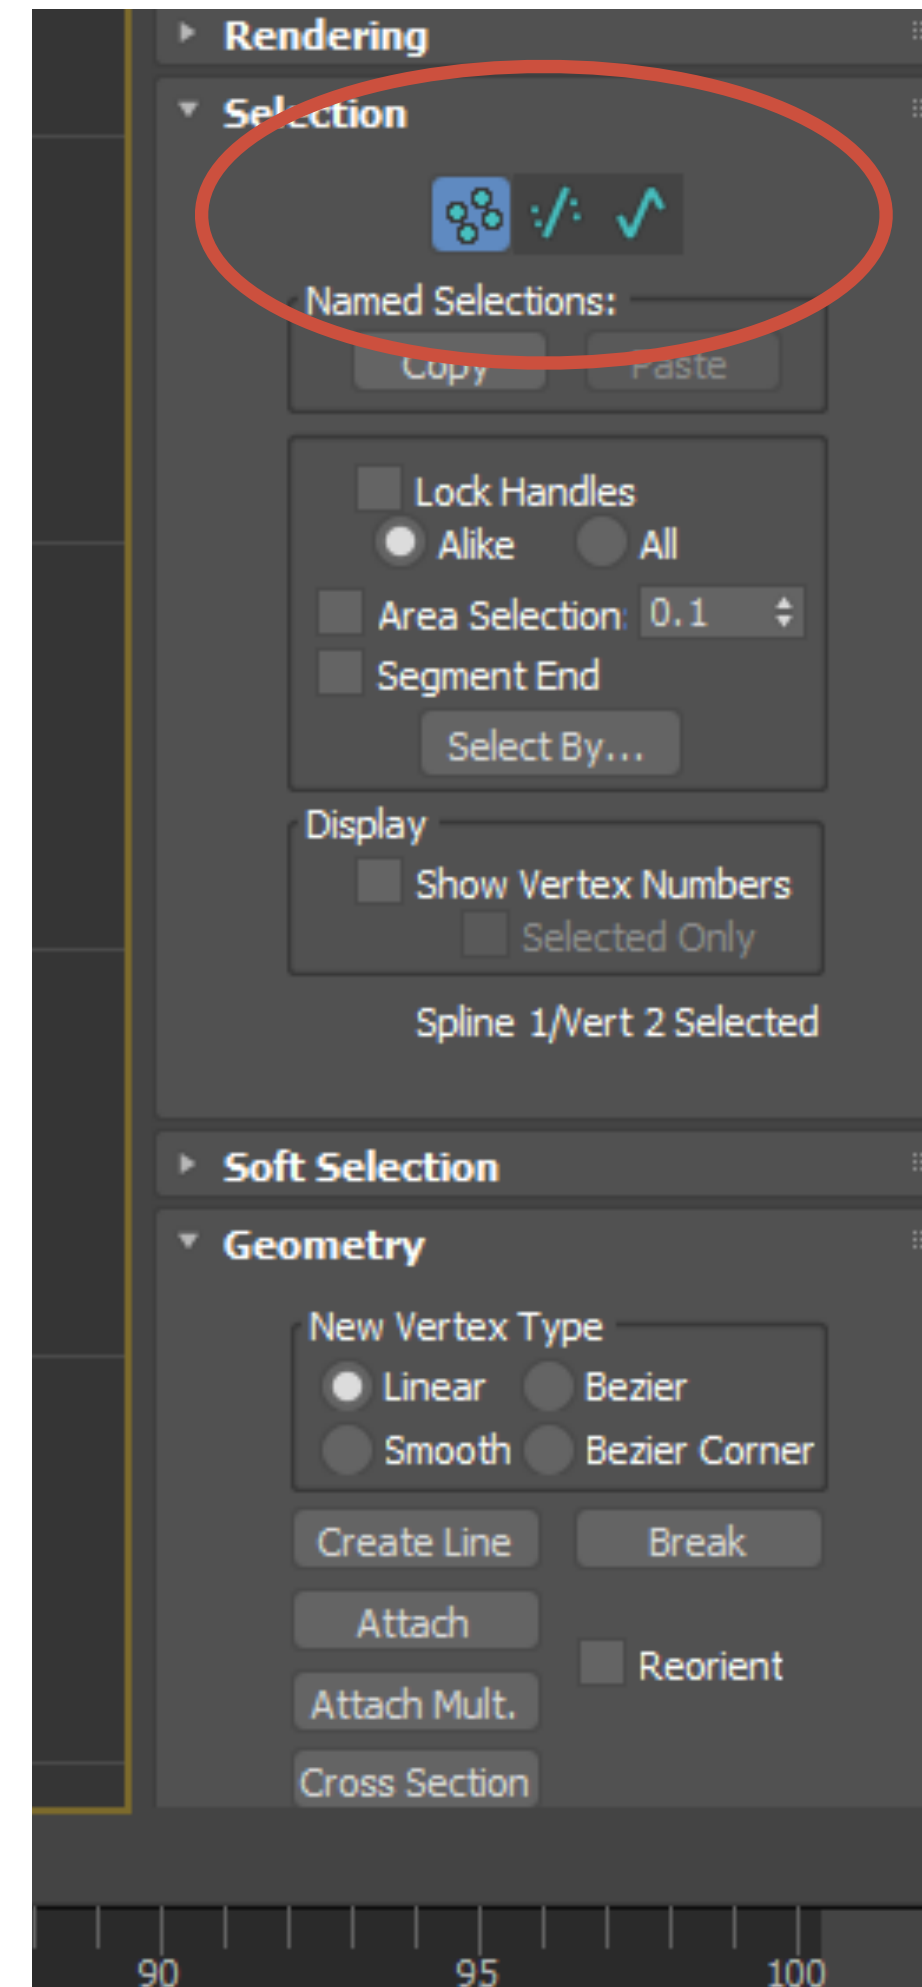 Rendering
Selection
Named Selections:
Copy Paste
Lock Handles
Alike All
Area Selection: 0.1
Segment End
Select By...
Display
Show Vertex Numbers
Selected Only
Spline 1/Vert 2 Selected
Soft Selection
Geometry
New Vertex Type
Linear Bezier
Smooth Bezier Corner
Create Line Break
Attach
Reorient
Attach Mult.
Cross Section
90 95 100